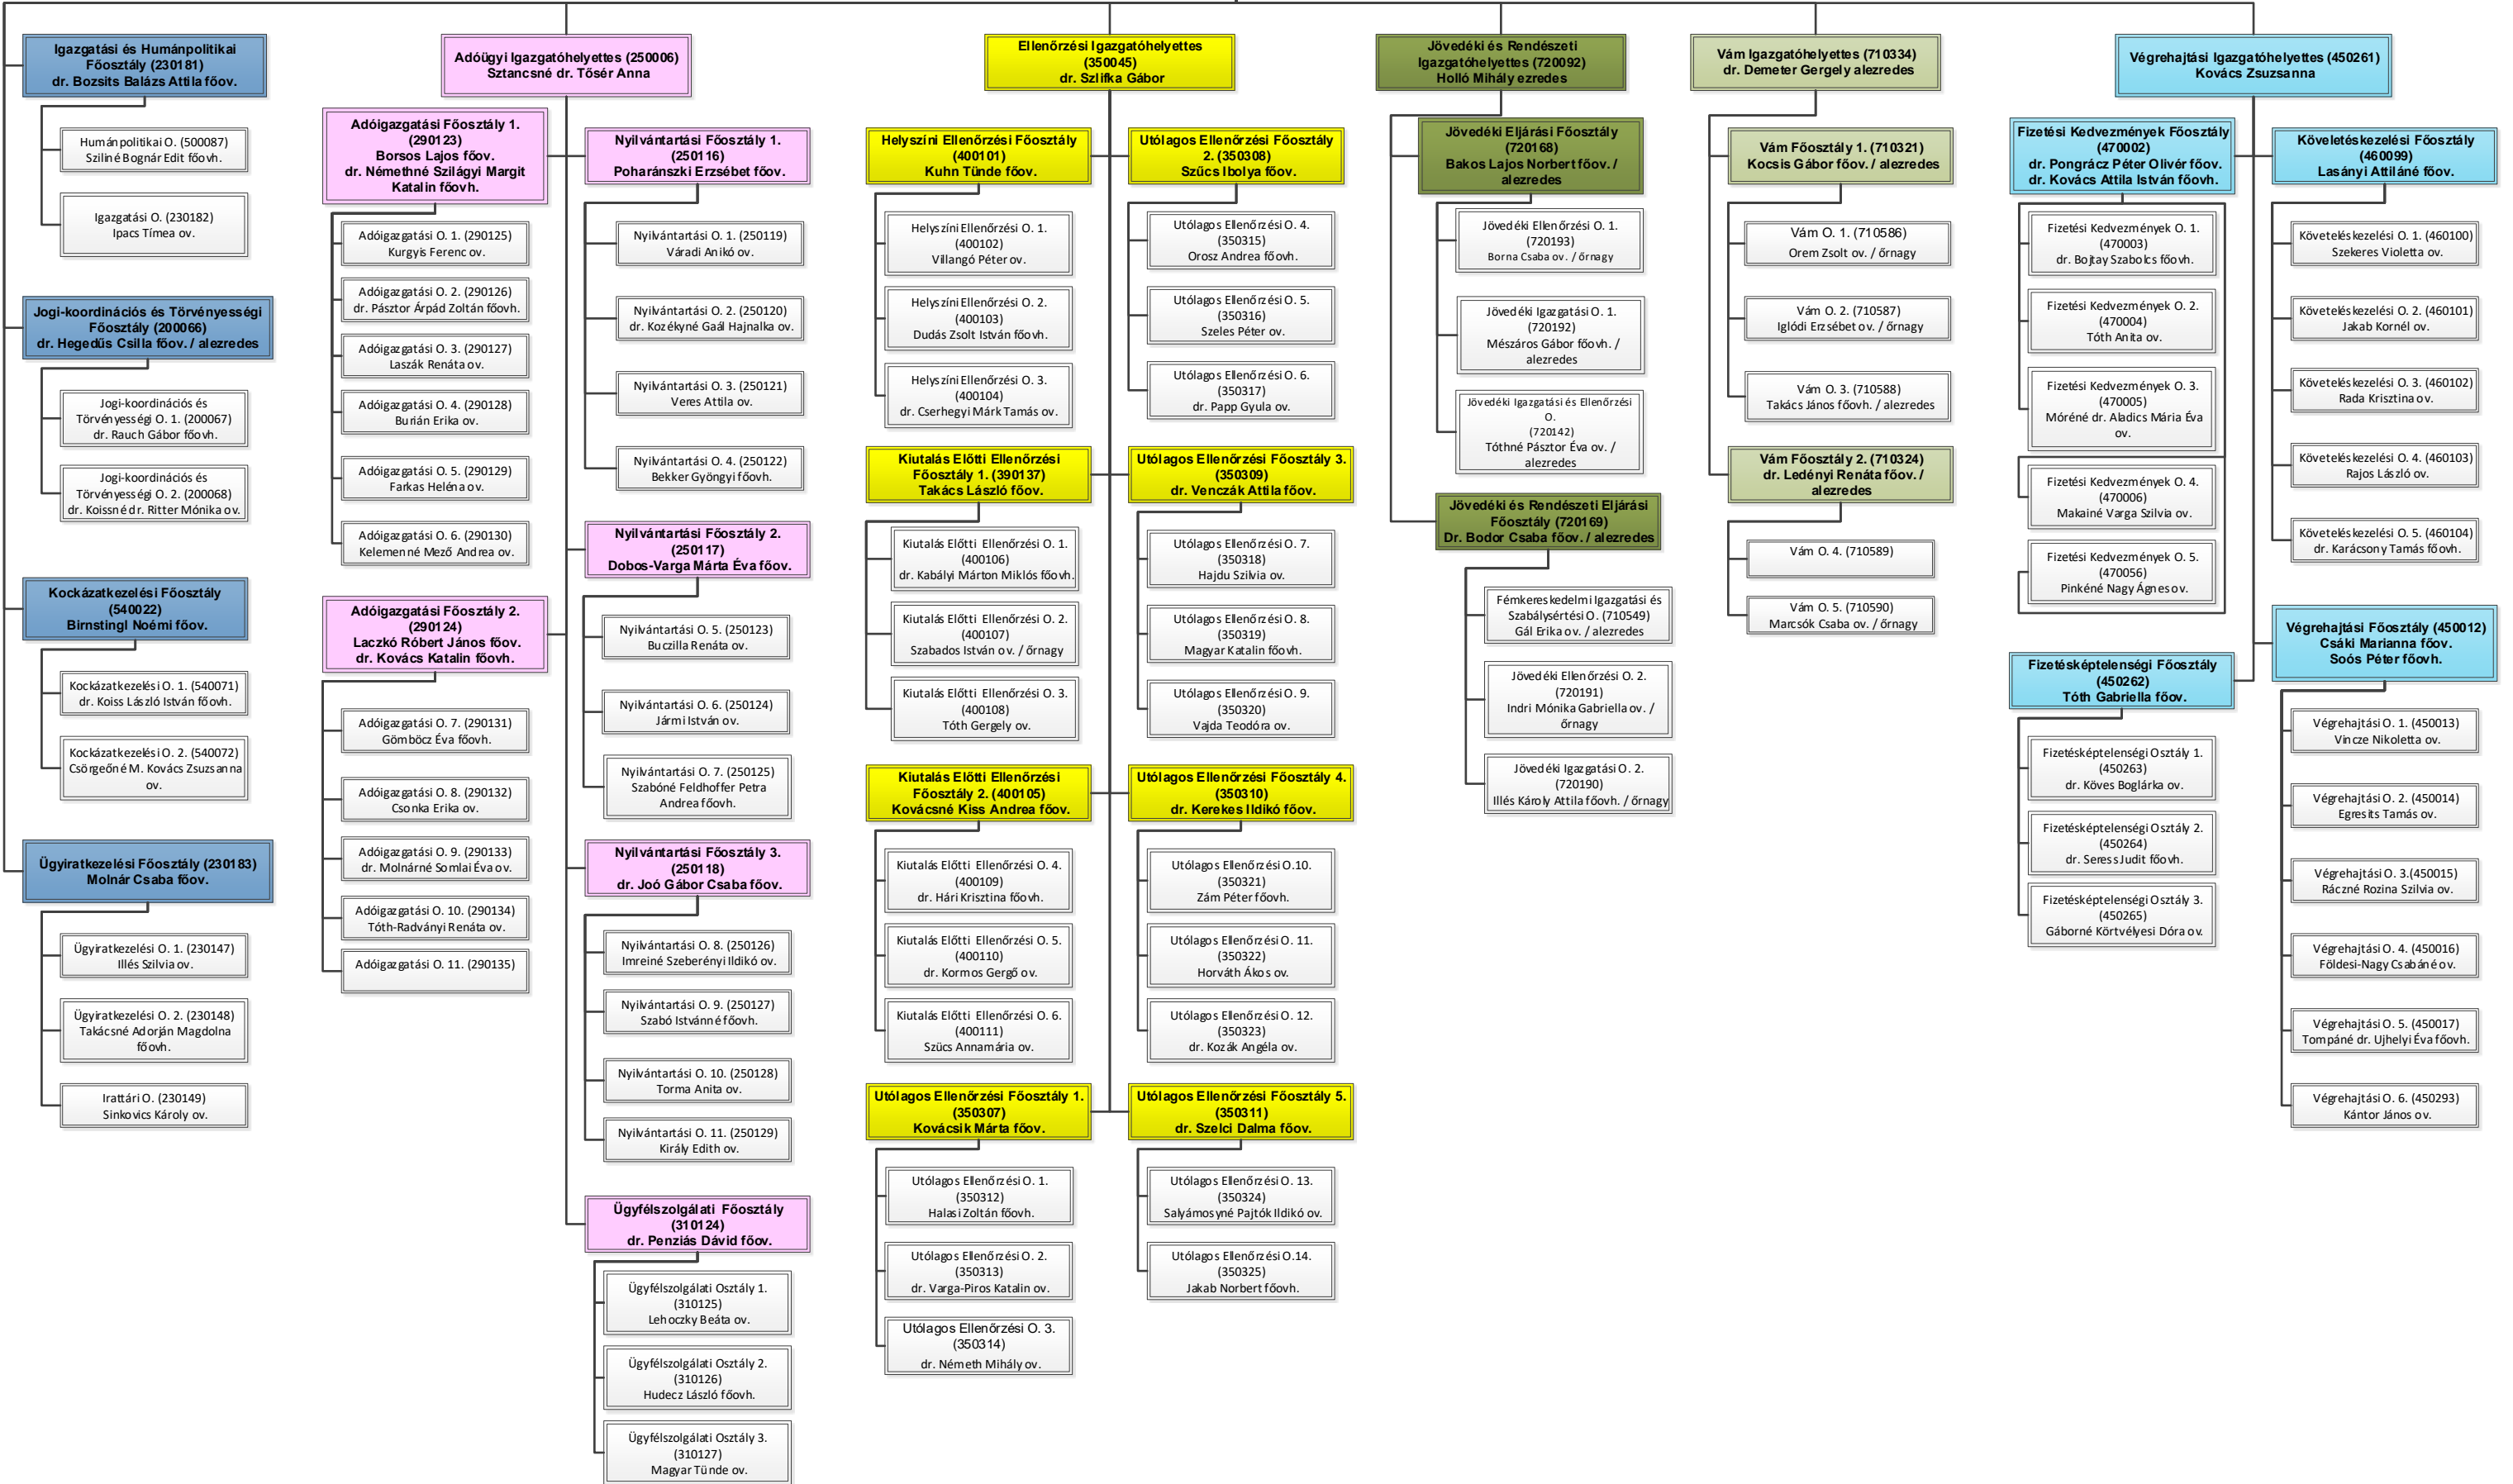 Igazgatási és Humánpolitikai
Főosztály (230181)
dr. Bozsits Balázs Attila főov.
Humánpolitikai O. (500087)
Sziliné Bognár Edit főovh.
Igazgatási O. (230182)
Ipacs Tímea ov.
Jogi-koordinációs és Törvényességi
Főosztály (200066)
dr. Hegedűs Csilla főov. / alezredes
Jogi-koordinációs és
Törvényességi O. 1. (200067)
dr. Rauch Gábor főovh.
Jogi-koordinációs és
Törvényességi O. 2. (200068)
dr. Koissné dr. Ritter Mónika ov.
Kockázatkezelési Főosztály
(540022)
Birnstingl Noémi főov.
Kockázatkezelési O. 1. (540071)
dr. Koiss László István főovh.
Kockázatkezelési O. 2. (540072)
Csörgeőné M. Kovács Zsuzsanna
ov.
Ügyiratkezelési Főosztály (230183)
Molnár Csaba főov.
Ügyiratkezelési O. 1. (230147)
Illés Szilvia ov.
Ügyiratkezelési O. 2. (230148)
Takácsné Adorján Magdolna
főovh.
Irattári O. (230149)
Sinkovics Károly ov.
Adóügyi Igazgatóhelyettes (250006)
Sztancsné dr. Tősér Anna
Adóigazgatási Főosztály 1.
(290123)
Borsos Lajos főov.
dr. Némethné Szilágyi Margit
Katalin főovh.
Adóigazgatási O. 1. (290125)
Kurgyis Ferenc ov.
Adóigazgatási O. 2. (290126)
dr. Pásztor Árpád Zoltán főovh.
Adóigazgatási O. 3. (290127)
Laszák Renáta ov.
Adóigazgatási O. 4. (290128)
Burián Erika ov.
Adóigazgatási O. 5. (290129)
Farkas Heléna ov.
Adóigazgatási O. 6. (290130)
Kelemenné Mező Andrea ov.
Adóigazgatási Főosztály 2.
(290124)
Laczkó Róbert János főov.
dr. Kovács Katalin főovh.
Adóigazgatási O. 7. (290131)
Gömböcz Éva főovh.
Adóigazgatási O. 8. (290132)
Csonka Erika ov.
Adóigazgatási O. 9. (290133)
dr. Molnárné Somlai Éva ov.
Adóigazgatási O. 10. (290134)
Tóth-Radványi Renáta ov.
Adóigazgatási O. 11. (290135)
Nyilvántartási Főosztály 1.
(250116)
Poharánszki Erzsébet főov.
Nyilvántartási O. 1. (250119)
Váradi Anikó ov.
Nyilvántartási O. 2. (250120)
dr. Kozékyné Gaál Hajnalka ov.
Nyilvántartási O. 3. (250121)
Veres Attila ov.
Nyilvántartási O. 4. (250122)
Bekker Gyöngyi főovh.
Nyilvántartási Főosztály 2.
(250117)
Dobos-Varga Márta Éva főov.
Nyilvántartási O. 5. (250123)
Buczilla Renáta ov.
Nyilvántartási O. 6. (250124)
Jármi István ov.
Nyilvántartási O. 7. (250125)
Szabóné Feldhoffer Petra
Andrea főovh.
Nyilvántartási Főosztály 3.
(250118)
dr. Joó Gábor Csaba főov.
Nyilvántartási O. 8. (250126)
Imreiné Szeberényi Ildikó ov.
Nyilvántartási O. 9. (250127)
Szabó Istvánné főovh.
Nyilvántartási O. 10. (250128)
Torma Anita ov.
Nyilvántartási O. 11. (250129)
Király Edith ov.
Ügyfélszolgálati Főosztály
(310124)
dr. Penziás Dávid főov.
Ügyfélszolgálati Osztály 1.
(310125)
Lehoczky Beáta ov.
Ügyfélszolgálati Osztály 2.
(310126)
Hudecz László főovh.
Ügyfélszolgálati Osztály 3.
(310127)
Magyar Tünde ov.
Ellenőrzési Igazgatóhelyettes
(350045)
dr. Szlifka Gábor
Helyszíni Ellenőrzési Főosztály
(400101)
Kuhn Tünde főov.
Helyszíni Ellenőrzési O. 1.
(400102)
Villangó Péter ov.
Helyszíni Ellenőrzési O. 2.
(400103)
Dudás Zsolt István főovh.
Helyszíni Ellenőrzési O. 3.
(400104)
dr. Cserhegyi Márk Tamás ov.
Kiutalás Előtti Ellenőrzési
Főosztály 1. (390137)
Takács László főov.
Kiutalás Előtti Ellenőrzési O. 1.
(400106)
dr. Kabályi Márton Miklós főovh.
Kiutalás Előtti Ellenőrzési O. 2.
(400107)
Szabados István ov. / őrnagy
Kiutalás Előtti Ellenőrzési O. 3.
(400108)
Tóth Gergely ov.
Kiutalás Előtti Ellenőrzési
Főosztály 2. (400105)
Kovácsné Kiss Andrea főov.
Kiutalás Előtti Ellenőrzési O. 4.
(400109)
dr. Hári Krisztina főovh.
Kiutalás Előtti Ellenőrzési O. 5.
(400110)
dr. Kormos Gergő ov.
Kiutalás Előtti Ellenőrzési O. 6.
(400111)
Szücs Annamária ov.
Utólagos Ellenőrzési Főosztály 1.
(350307)
Kovácsik Márta főov.
Utólagos Ellenőrzési O. 1.
(350312)
Halasi Zoltán főovh.
Utólagos Ellenőrzési O. 2.
(350313)
dr. Varga-Piros Katalin ov.
Utólagos Ellenőrzési O. 3.
(350314)
dr. Németh Mihály ov.
Utólagos Ellenőrzési Főosztály
2. (350308)
Szűcs Ibolya főov.
Utólagos Ellenőrzési O. 4.
(350315)
Orosz Andrea főovh.
Utólagos Ellenőrzési O. 5.
(350316)
Szeles Péter ov.
Utólagos Ellenőrzési O. 6.
(350317)
dr. Papp Gyula ov.
Utólagos Ellenőrzési Főosztály 3.
(350309)
dr. Venczák Attila főov.
Utólagos Ellenőrzési O. 7.
(350318)
Hajdu Szilvia ov.
Utólagos Ellenőrzési O. 8.
(350319)
Magyar Katalin főovh.
Utólagos Ellenőrzési O. 9.
(350320)
Vajda Teodóra ov.
Utólagos Ellenőrzési Főosztály 4.
(350310)
dr. Kerekes Ildikó főov.
Utólagos Ellenőrzési O.10.
(350321)
Zám Péter főovh.
Utólagos Ellenőrzési O. 11.
(350322)
Horváth Ákos ov.
Utólagos Ellenőrzési O. 12.
(350323)
dr. Kozák Angéla ov.
Utólagos Ellenőrzési Főosztály 5.
(350311)
dr. Szelci Dalma főov.
Utólagos Ellenőrzési O. 13.
(350324)
Salyámosyné Pajtók Ildikó ov.
Utólagos Ellenőrzési O.14.
(350325)
Jakab Norbert főovh.
Jövedéki és Rendészeti
Igazgatóhelyettes (720092)
Holló Mihály ezredes
Jövedéki Eljárási Főosztály
(720168)
Bakos Lajos Norbert főov. /
alezredes
Jövedéki Ellenőrzési O. 1.
(720193)
Borna Csaba ov. / őrnagy
Jövedéki Igazgatási O. 1.
(720192)
Mészáros Gábor főovh. /
alezredes
Jövedéki Igazgatási és Ellenőrzési
O.
(720142)
Tóthné Pásztor Éva ov. /
alezredes
Jövedéki és Rendészeti Eljárási
Főosztály (720169)
Dr. Bodor Csaba főov. / alezredes
Fémkereskedelmi Igazgatási és
Szabálysértési O. (710549)
Gál Erika ov. / alezredes
Jövedéki Ellenőrzési O. 2.
(720191)
Indri Mónika Gabriella ov. /
őrnagy
Jövedéki Igazgatási O. 2.
(720190)
Illés Károly Attila főovh. / őrnagy
Vám Igazgatóhelyettes (710334)
dr. Demeter Gergely alezredes
Vám Főosztály 1. (710321)
Kocsis Gábor főov. / alezredes
Vám O. 1. (710586)
Orem Zsolt ov. / őrnagy
Vám O. 2. (710587)
Iglódi Erzsébet ov. / őrnagy
Vám O. 3. (710588)
Takács János főovh. / alezredes
Vám Főosztály 2. (710324)
dr. Ledényi Renáta főov. /
alezredes
Vám O. 4. (710589)
Vám O. 5. (710590)
Marcsók Csaba ov. / őrnagy
Végrehajtási Igazgatóhelyettes (450261)
Kovács Zsuzsanna
Fizetési Kedvezmények Főosztály
(470002)
dr. Pongrácz Péter Olivér főov.
dr. Kovács Attila István főovh.
Fizetési Kedvezmények O. 1.
(470003)
dr. Bojtay Szabolcs főovh.
Fizetési Kedvezmények O. 2.
(470004)
Tóth Anita ov.
Fizetési Kedvezmények O. 3.
(470005)
Móréné dr. Aladics Mária Éva
ov.
Fizetési Kedvezmények O. 4.
(470006)
Makainé Varga Szilvia ov.
Fizetési Kedvezmények O. 5.
(470056)
Pinkéné Nagy Ágnes ov.
Fizetésképtelenségi Főosztály
(450262)
Tóth Gabriella főov.
Fizetésképtelenségi Osztály 1.
(450263)
dr. Köves Boglárka ov.
Fizetésképtelenségi Osztály 2.
(450264)
dr. Seress Judit főovh.
Fizetésképtelenségi Osztály 3.
(450265)
Gáborné Körtvélyesi Dóra ov.
Követeléskezelési Főosztály
(460099)
Lasányi Attiláné főov.
Követeléskezelési O. 1. (460100)
Szekeres Violetta ov.
Követeléskezelési O. 2. (460101)
Jakab Kornél ov.
Követeléskezelési O. 3. (460102)
Rada Krisztina ov.
Követeléskezelési O. 4. (460103)
Rajos László ov.
Követeléskezelési O. 5. (460104)
dr. Karácsony Tamás főovh.
Végrehajtási Főosztály (450012)
Csáki Marianna főov.
Soós Péter főovh.
Végrehajtási O. 1. (450013)
Vincze Nikoletta ov.
Végrehajtási O. 2. (450014)
Egresits Tamás ov.
Végrehajtási O. 3.(450015)
Ráczné Rozina Szilvia ov.
Végrehajtási O. 4. (450016)
Földesi-Nagy Csabáné ov.
Végrehajtási O. 5. (450017)
Tompáné dr. Ujhelyi Éva főovh.
Végrehajtási O. 6. (450293)
Kántor János ov.